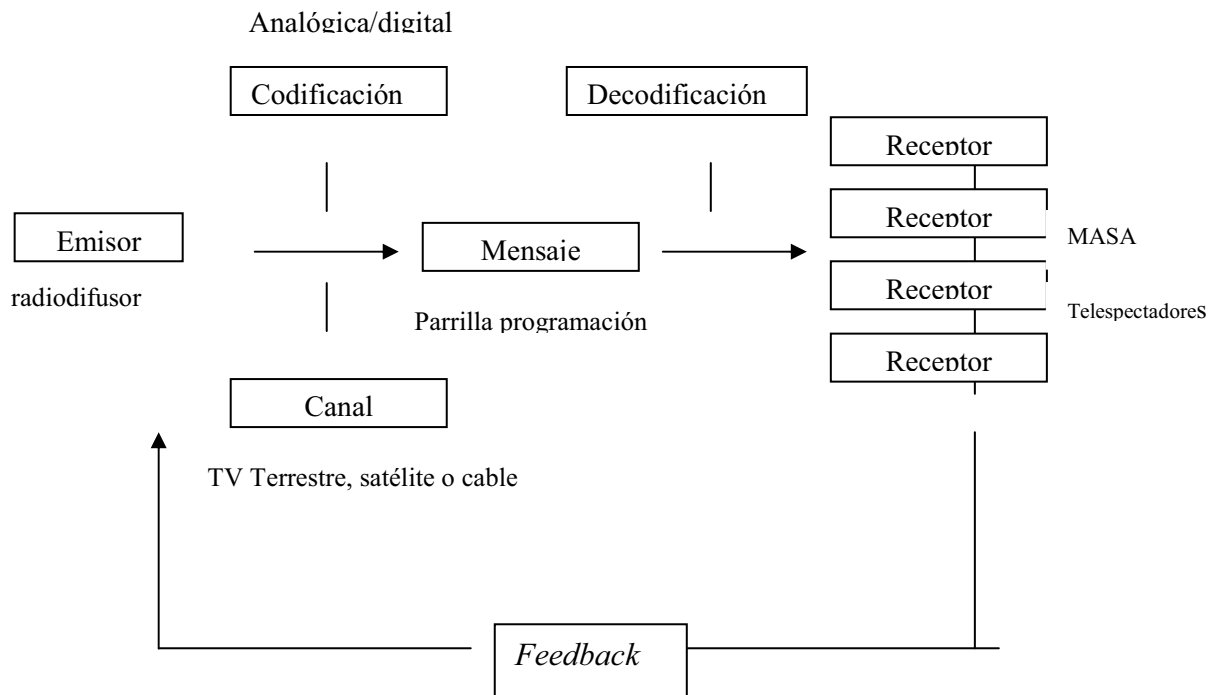 Analógica/digital
Codificación
Decodificación
Receptor
Receptor
Emisor
Mensaje
MASA
radiodifusor
Receptor
Parrilla programación
Telespectadores
Receptor
Canal
TV Terrestre, satélite o cable
Feedback